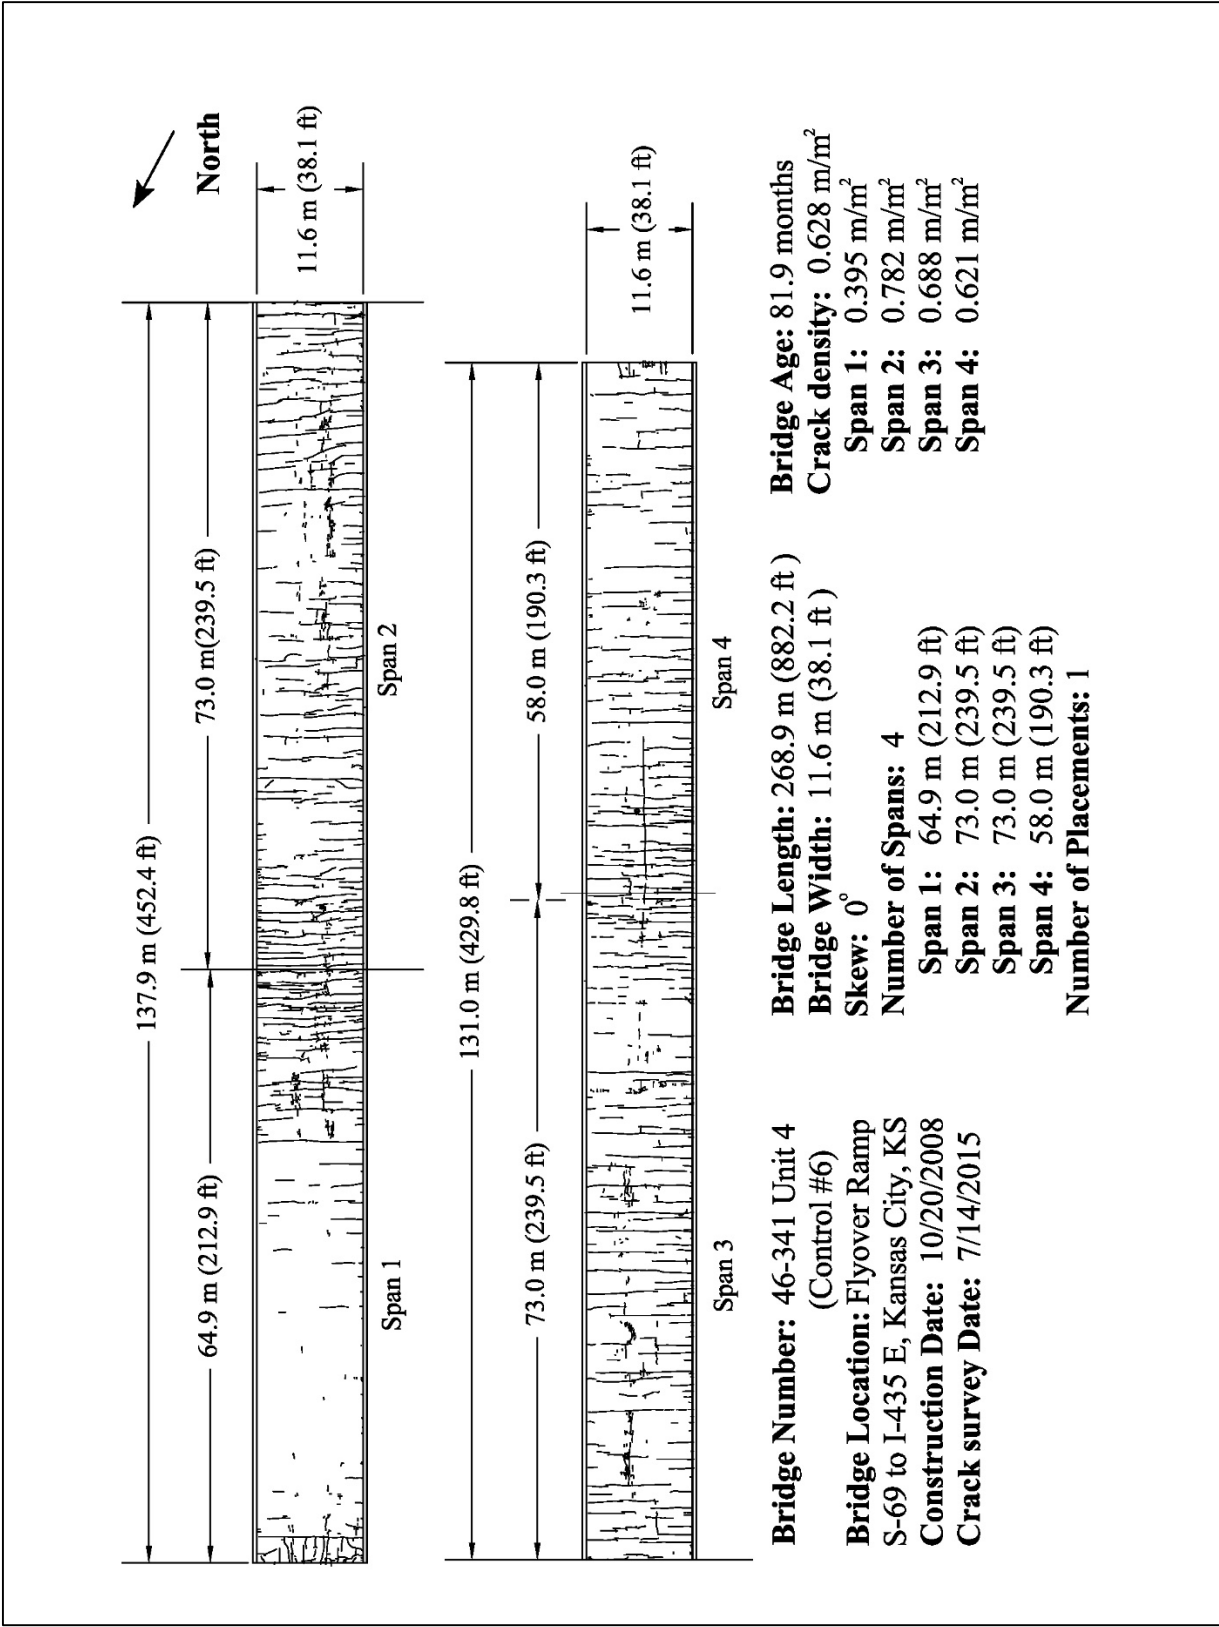 North
137.9 m (452.4 ft)
64.9 m (212.9 ft)
73.0 m(239.5 ft)
11.6 m (38.1 ft)
Span 1
Span 2
131.0 m (429.8 ft)
73.0 m (239.5 ft)
58.0 m (190.3 ft)
11.6 m (38.1 ft)
Span 3
Span 4
Bridge Number: 46-341 Unit 4
(Control #6)
Bridge Location: Flyover Ramp
S-69 to I-435 E, Kansas City, KS
Construction Date: 10/20/2008
Crack survey Date: 7/14/2015
Bridge Length: 268.9 m (882.2 ft )
Bridge Width: 11.6 m (38.1 ft )
Skew: 0°
Number of Spans: 4
Span 1: 64.9 m (212.9 ft)
Span 2: 73.0 m (239.5 ft)
Span 3: 73.0 m (239.5 ft)
Span 4: 58.0 m (190.3 ft)
Number of Placements: 1
Bridge Age: 81.9 months
Crack density: 0.628 m/m²
Span 1: 0.395 m/m²
Span 2: 0.782 m/m²
Span 3: 0.688 m/m²
Span 4: 0.621 m/m²